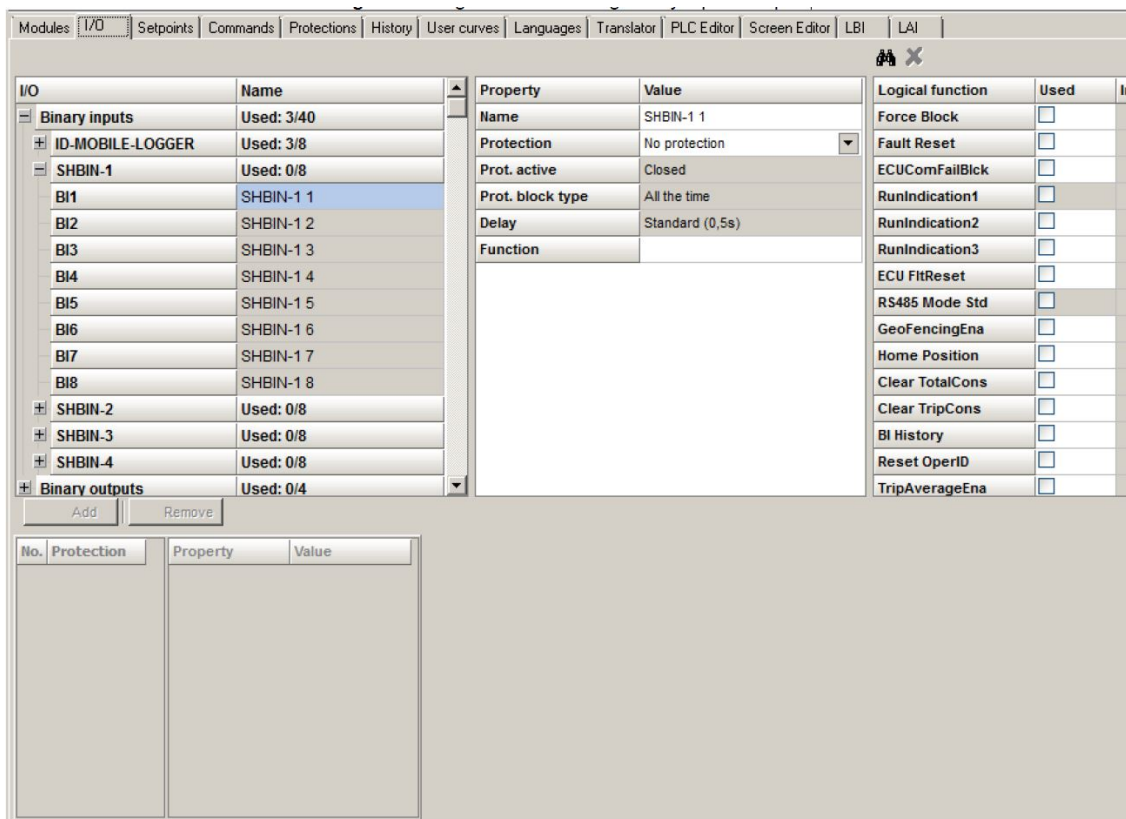 Modules I/O Setpoints Commands Protections History User curves Languages Translator PLC Editor Screen Editor LBI LAI
I/O Name
Binary inputs Used: 3/40
ID-MOBILE-LOGGER Used: 3/8
SHBIN-1 Used: 0/8
BI1 SHBIN-1 1
BI2 SHBIN-1 2
BI3 SHBIN-1 3
BI4 SHBIN-1 4
BI5 SHBIN-1 5
BI6 SHBIN-1 6
BI7 SHBIN-1 7
BI8 SHBIN-1 8
SHBIN-2 Used: 0/8
SHBIN-3 Used: 0/8
SHBIN-4 Used: 0/8
Binary outputs Used: 0/4
Property Value
Name SHBIN-1 1
Protection No protection
Prot. active Closed
Prot. block type All the time
Delay Standard (0,5s)
Function
Logical function Used
Force Block
Fault Reset
ECUComFailBlck
RunIndication1
RunIndication2
RunIndication3
ECU FltReset
RS485 Mode Std
GeoFencingEna
Home Position
Clear TotalCons
Clear TripCons
BI History
Reset OperID
TripAverageEna
Add Remove
No. Protection Property Value